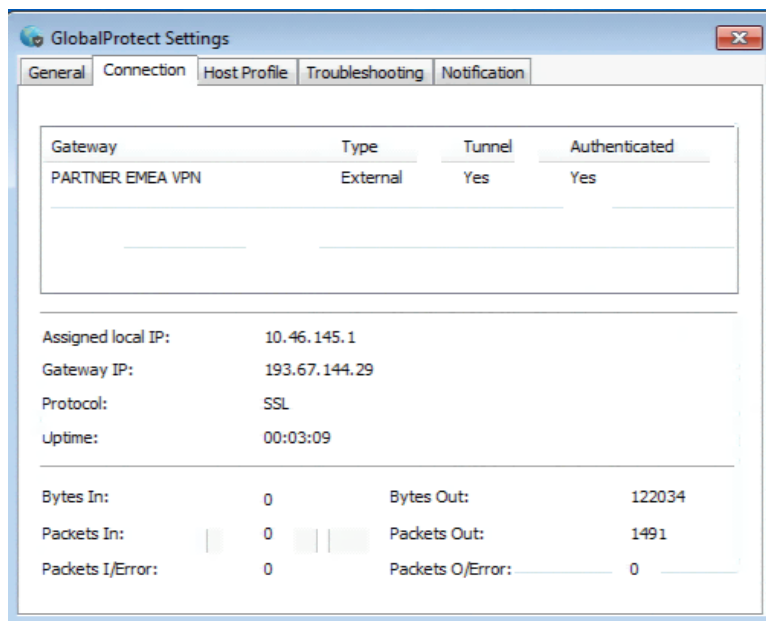 GlobalProtect Settings
General Connection Host Profile Troubleshooting Notification
Gateway Type Tunnel Authenticated
PARTNER EMEA VPN External Yes Yes
Assigned local IP: 10.46.145.1
Gateway IP: 193.67.144.29
Protocol: SSL
Uptime: 00:03:09
Bytes In: 0 Bytes Out: 122034
Packets In: 0 Packets Out: 1491
Packets I/Error: 0 Packets O/Error: 0